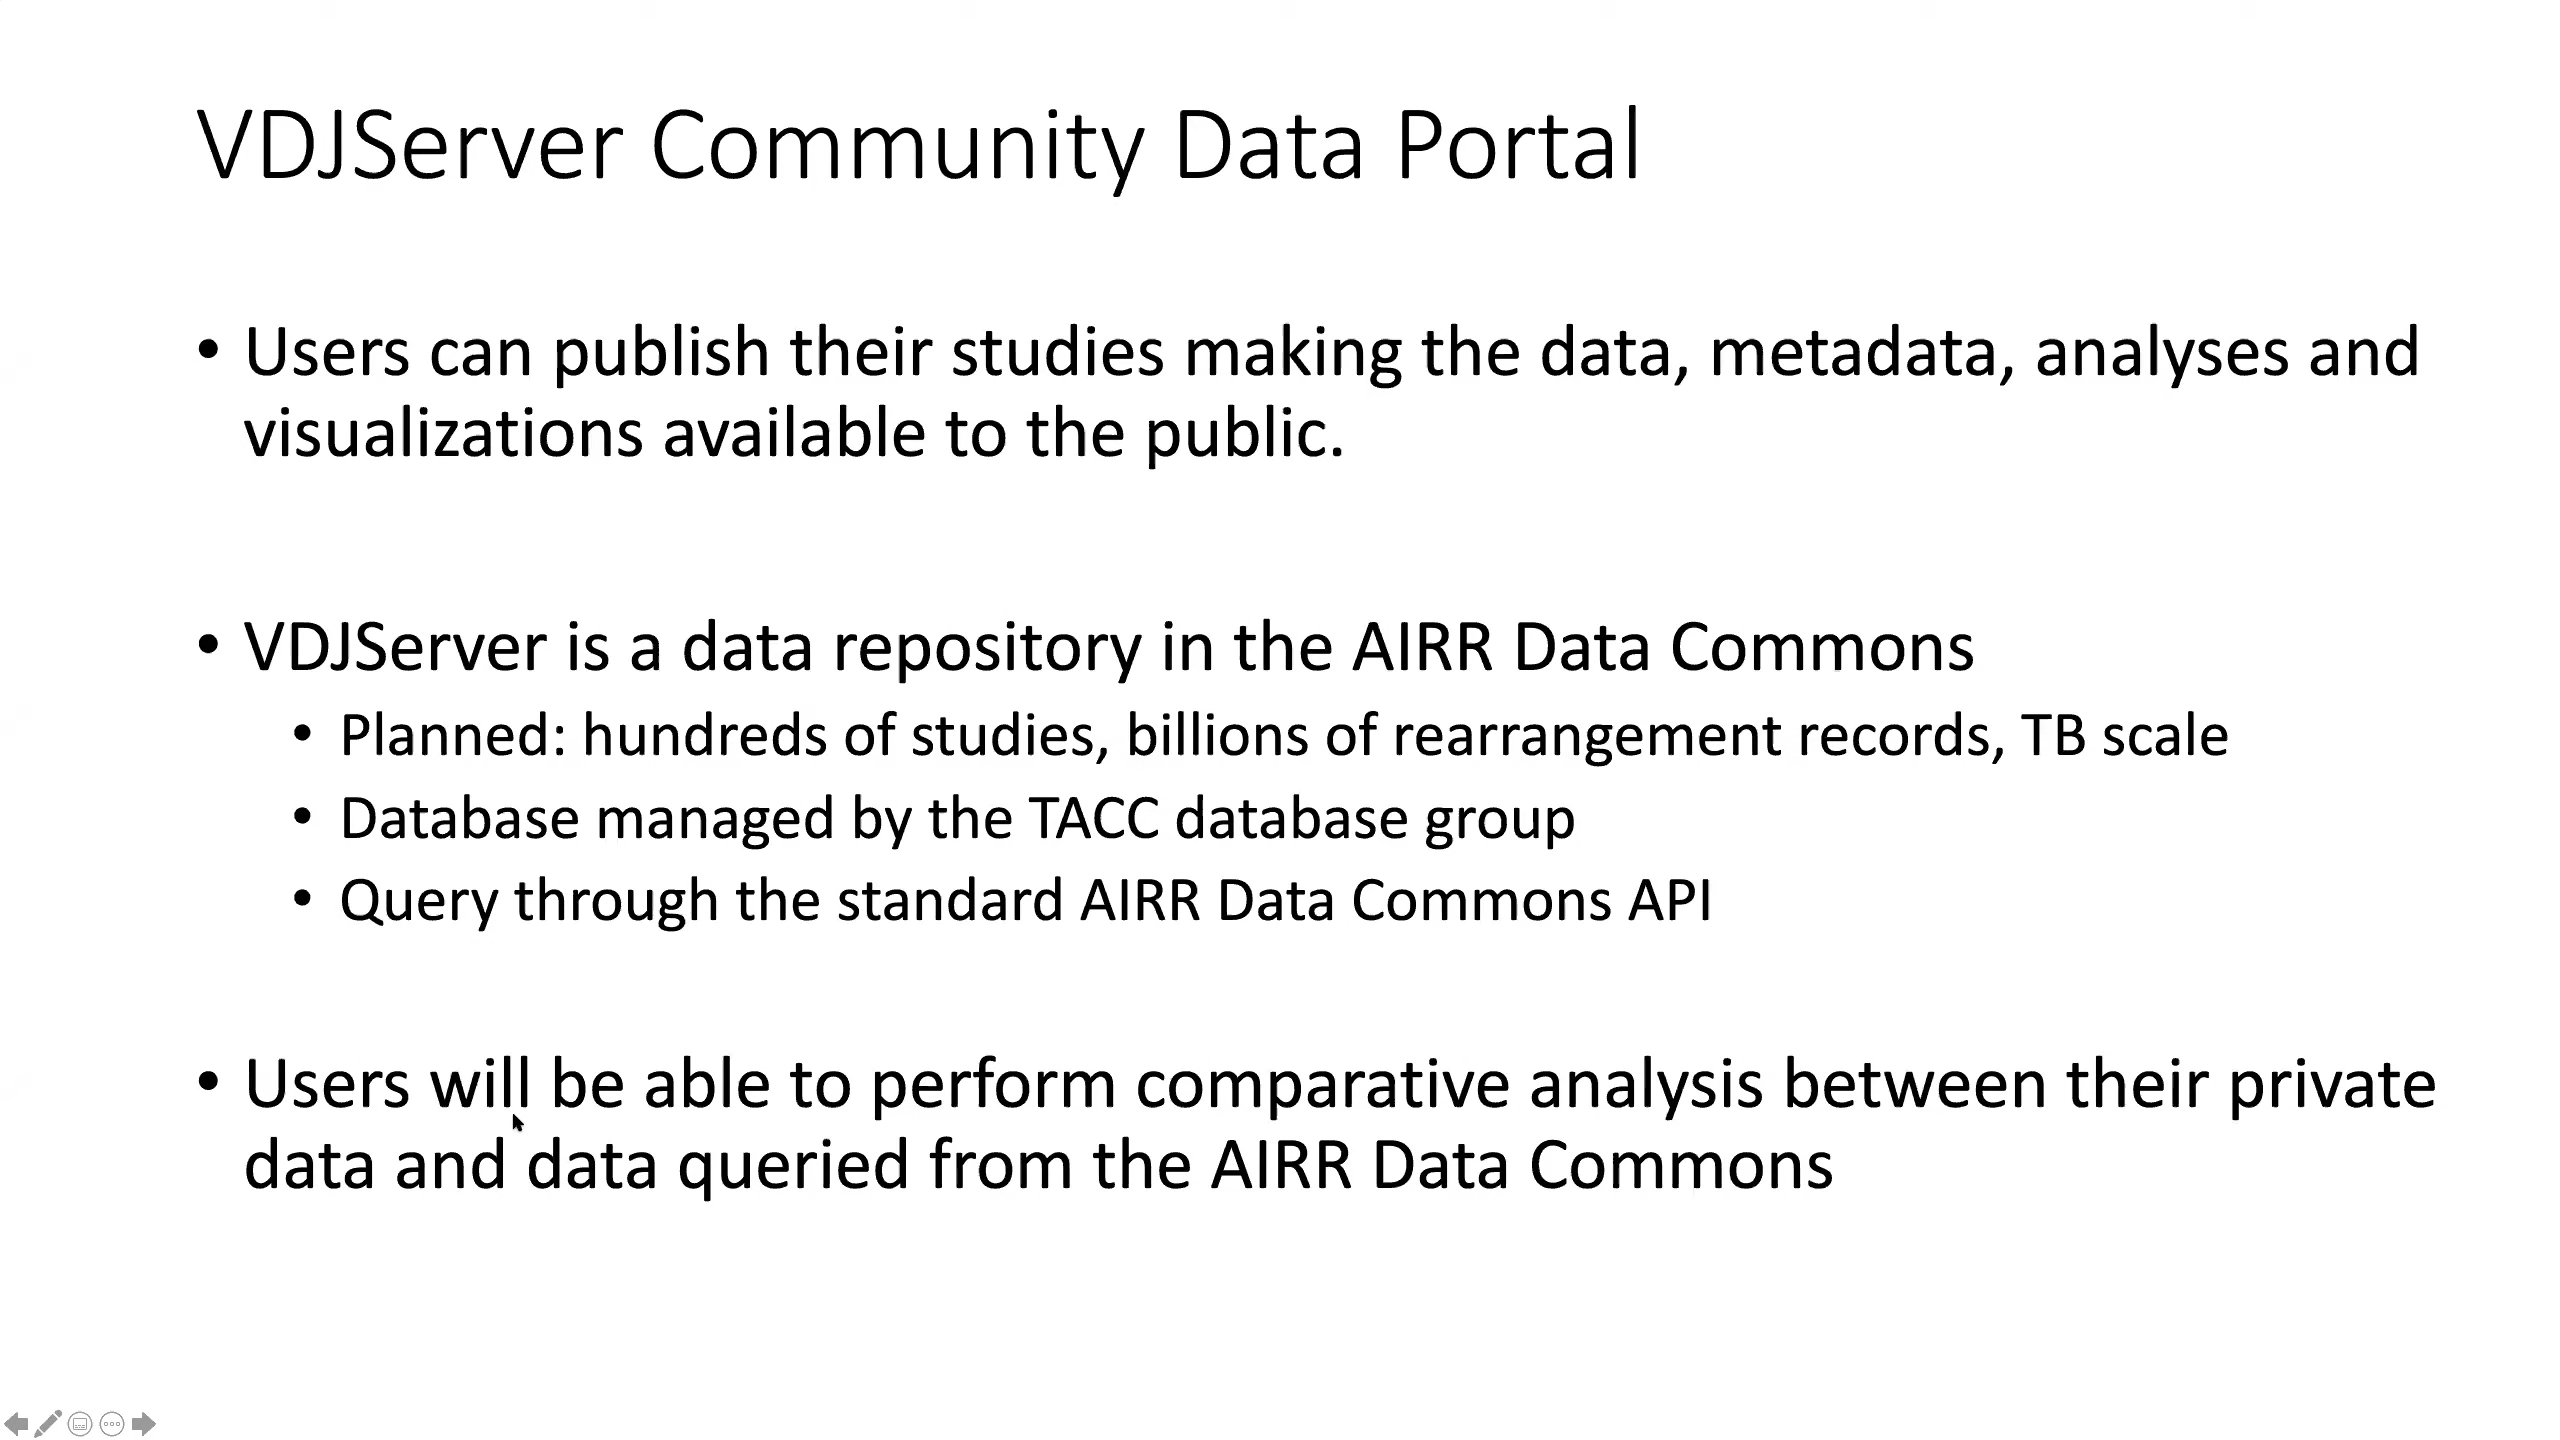 VDJServer Community Data Portal
• Users can publish their studies making the data, metadata, analyses and
visualizations available to the public.
• VDJServer is a data repository in the AIRR Data Commons
• Planned: hundreds of studies, billions of rearrangement records, TB scale
• Database managed by the TACC database group
• Query through the standard AIRR Data Commons API
• Users will be able to perform comparative analysis between their private
data and data queried from the AIRR Data Commons